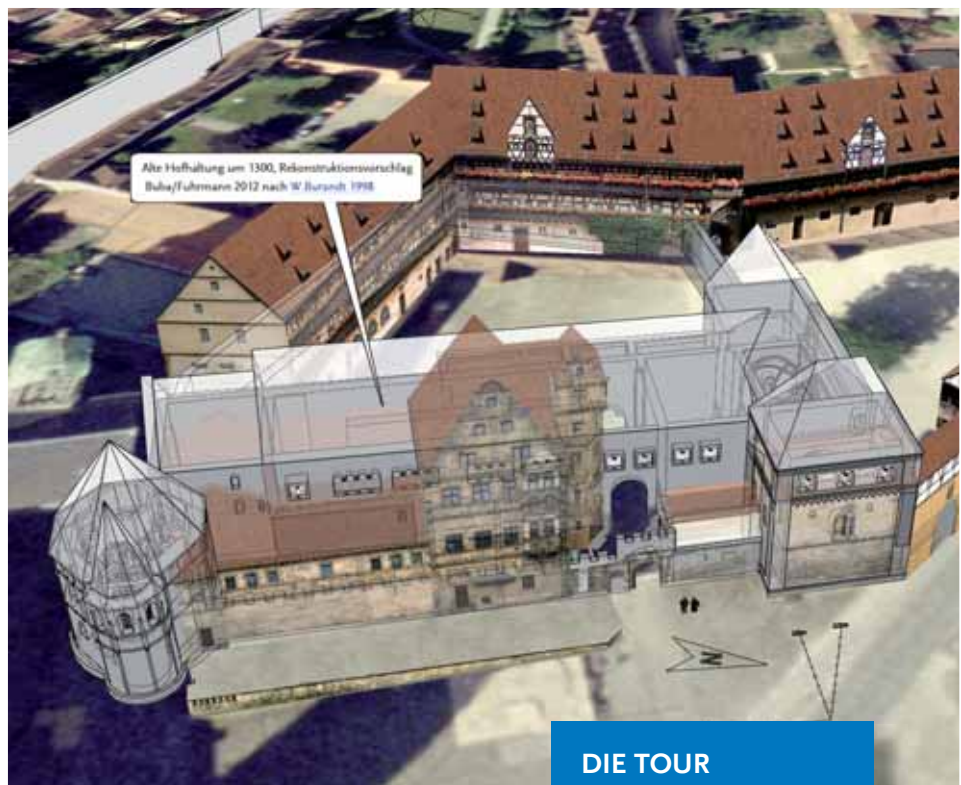 Alte Hofhaltung um 1300, Rekonstruktionsvorschlag
Buba/Fuhrmann 2012 nach W.Burandt 1998
N
DIE TOUR